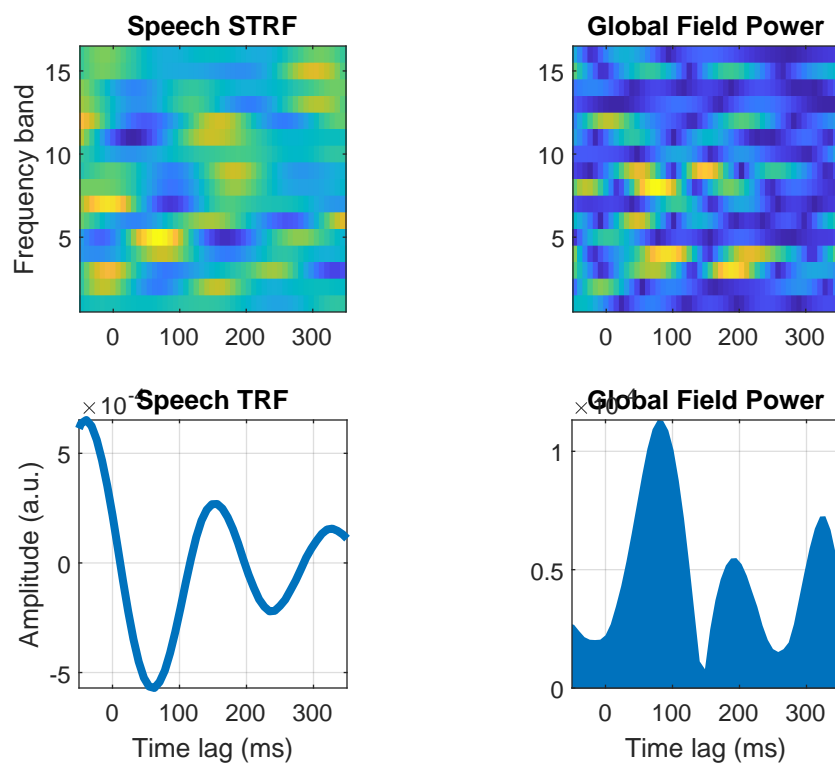 Speech STRF
Frequency band
15
10
5
0 100 200 300
Global Field Power
15
10
5
0 100 200 300
Speech TRF
×10⁻⁴
Amplitude (a.u.)
5
0
-5
0 100 200 300
Time lag (ms)
Global Field Power
1
0.5
0
0 100 200 300
Time lag (ms)